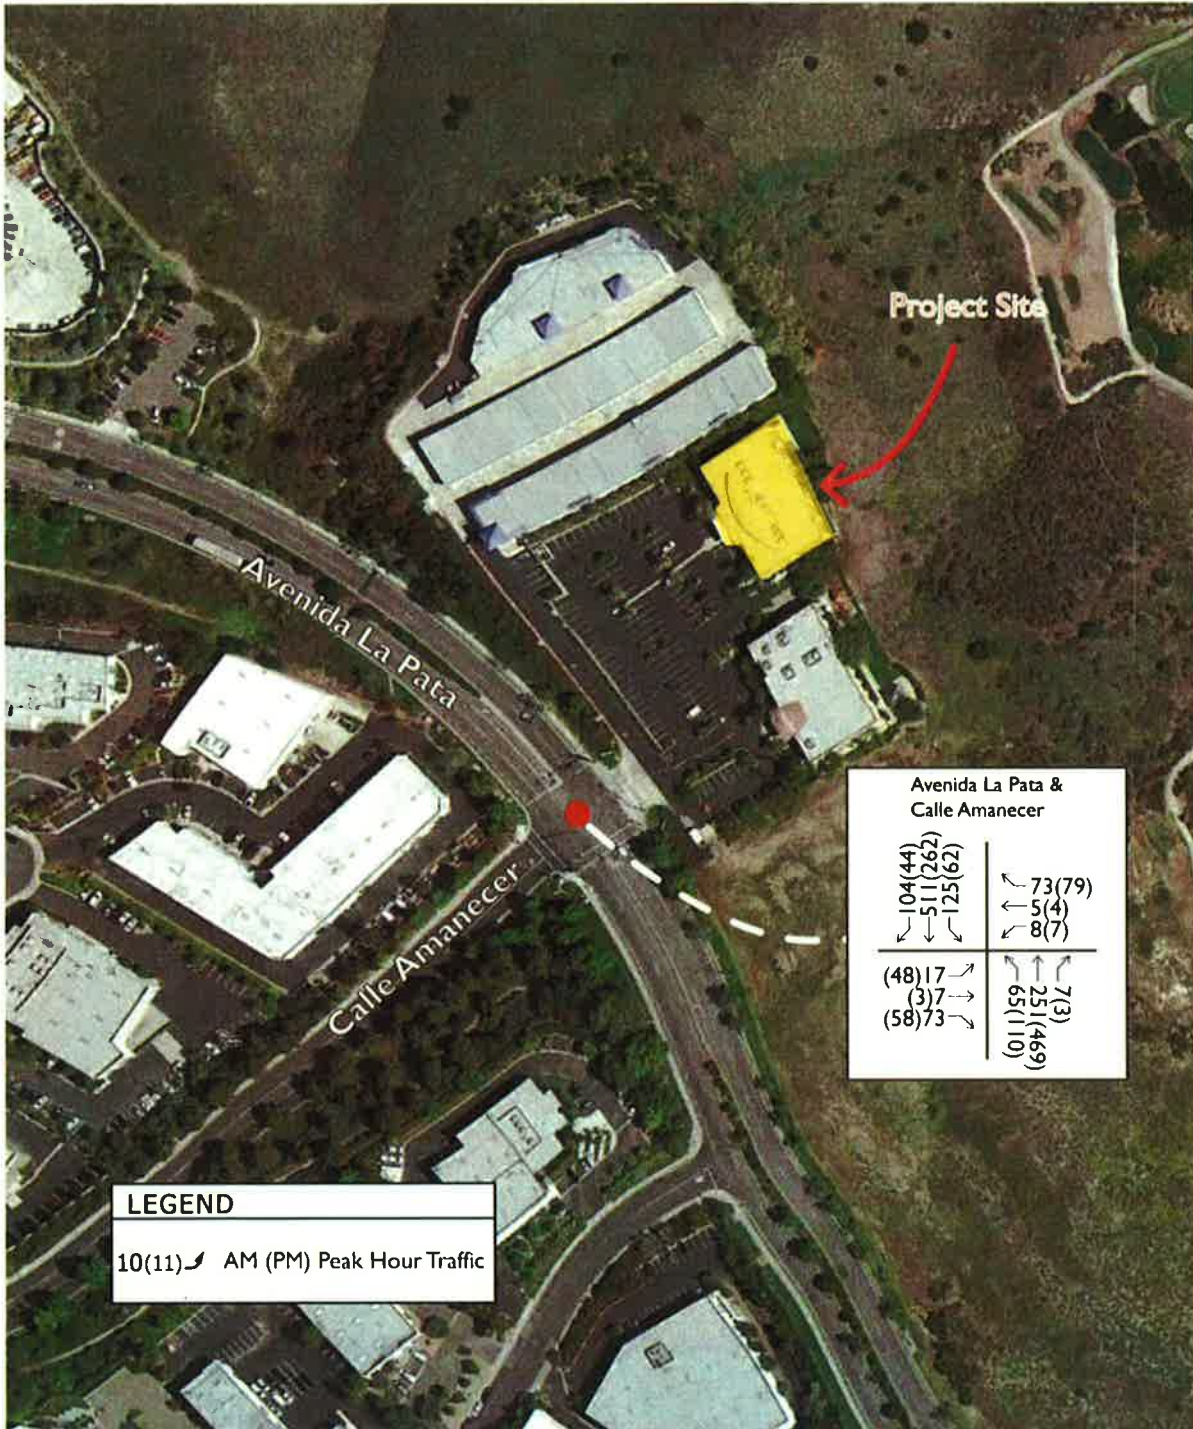 Project Site
Avenida La Pata
Calle Amanecer
Avenida La Pata &
Calle Amanecer
104(44)
511(262)
125(62)
73(79)
5(4)
8(7)
(48)17
(3)7
(58)73
65(110)
251(469)
7(3)
LEGEND
10(11) AM (PM) Peak Hour Traffic